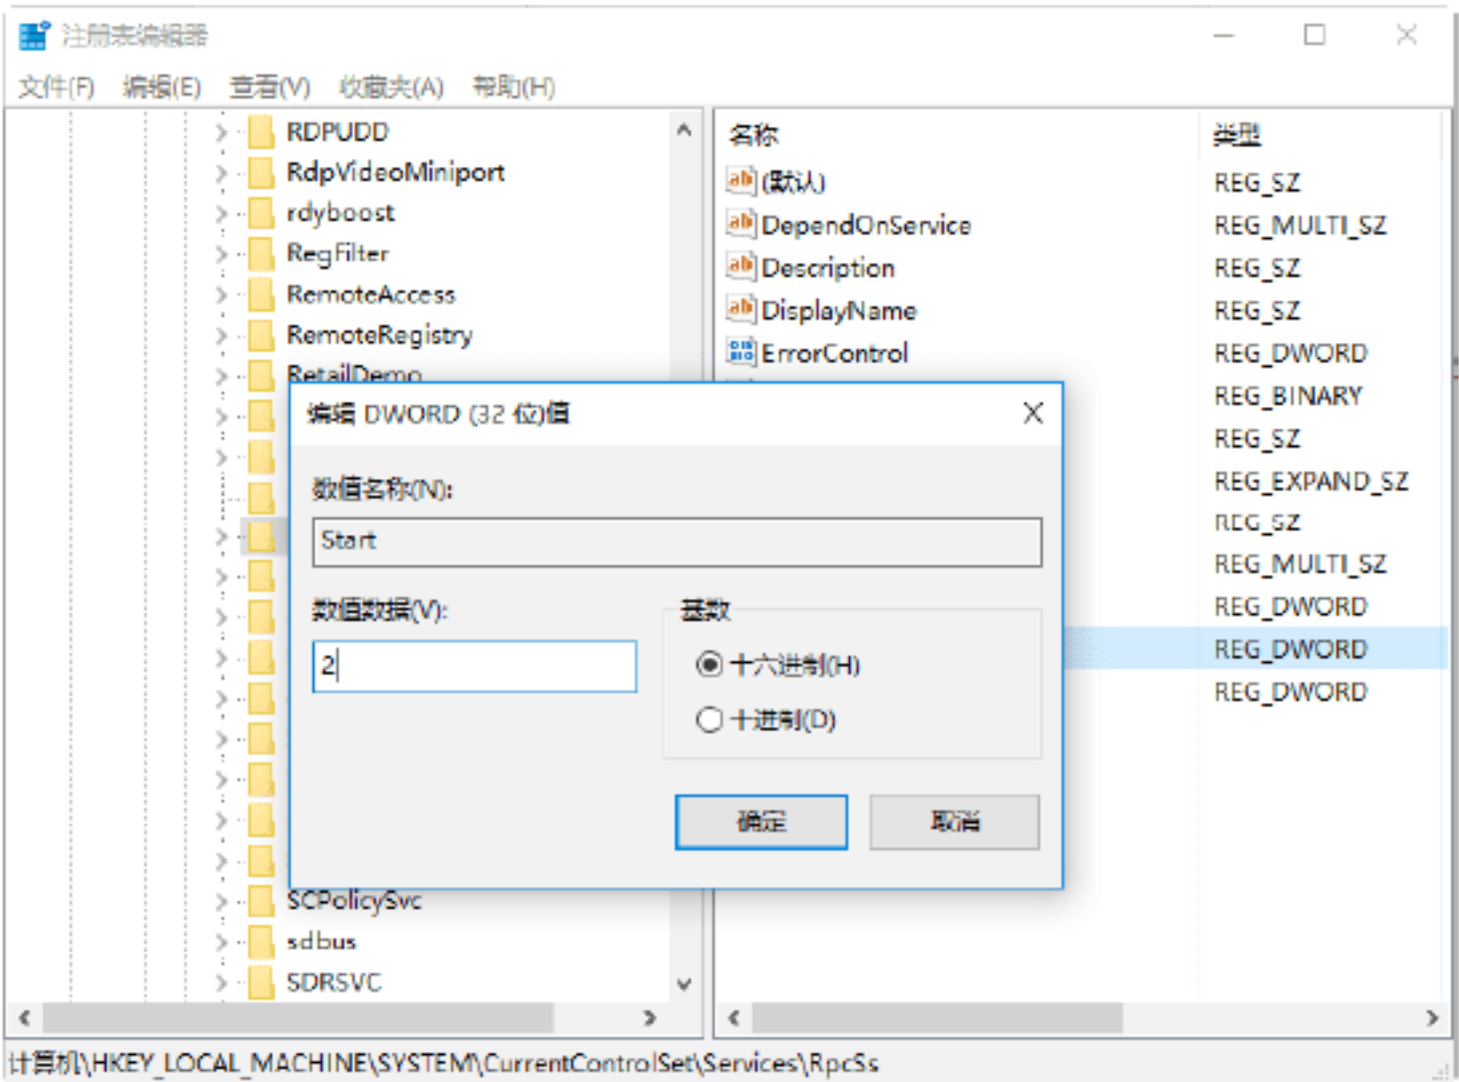 注册表编辑器
文件(F) 编辑(E) 查看(V) 收藏夹(A) 帮助(H)
RDPUDD
RdpVideoMiniport
rdyboost
RegFilter
RemoteAccess
RemoteRegistry
RetailDemo
SCPolicySvc
sdbus
SDRSVC
名称 类型
(默认) REG_SZ
DependOnService REG_MULTI_SZ
Description REG_SZ
DisplayName REG_SZ
ErrorControl REG_DWORD
REG_BINARY
REG_SZ
REG_EXPAND_SZ
REG_SZ
REG_MULTI_SZ
REG_DWORD
REG_DWORD
REG_DWORD
编辑 DWORD (32 位)值
数值名称(N):
Start
数值数据(V):
2
基数
十六进制(H)
十进制(D)
确定 取消
计算机\HKEY_LOCAL_MACHINE\SYSTEM\CurrentControlSet\Services\RpcSs